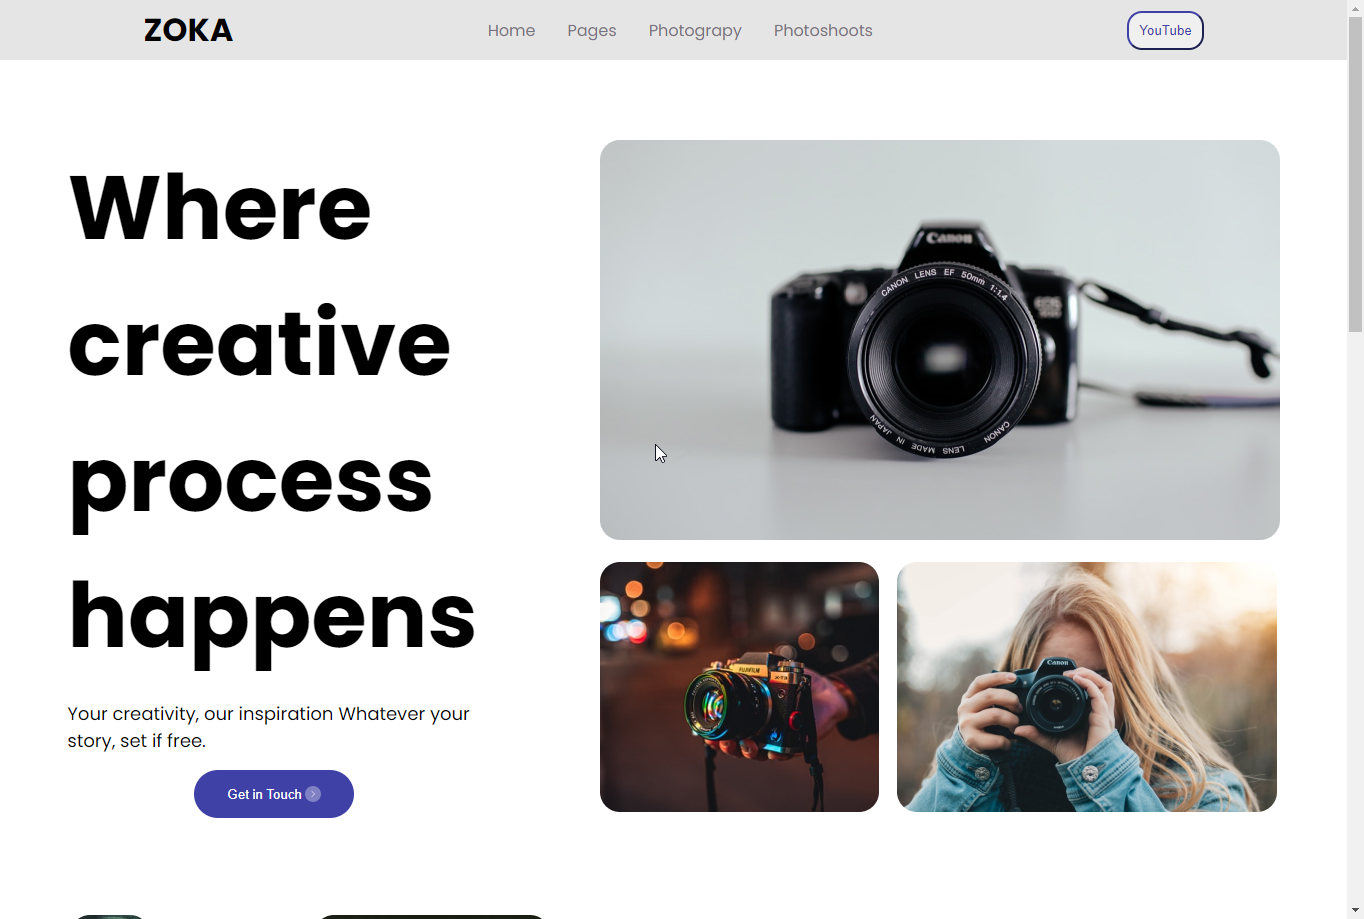 ZOKA
Home Pages Photograpy Photoshoots
YouTube
Where
creative
process
happens
Your creativity, our inspiration Whatever your
story, set if free.
Get in Touch
Canon
CANON LENS EF 50mm 1:1.4
CANON LENS MADE IN JAPAN
FUJIFILM
X-T3
Canon